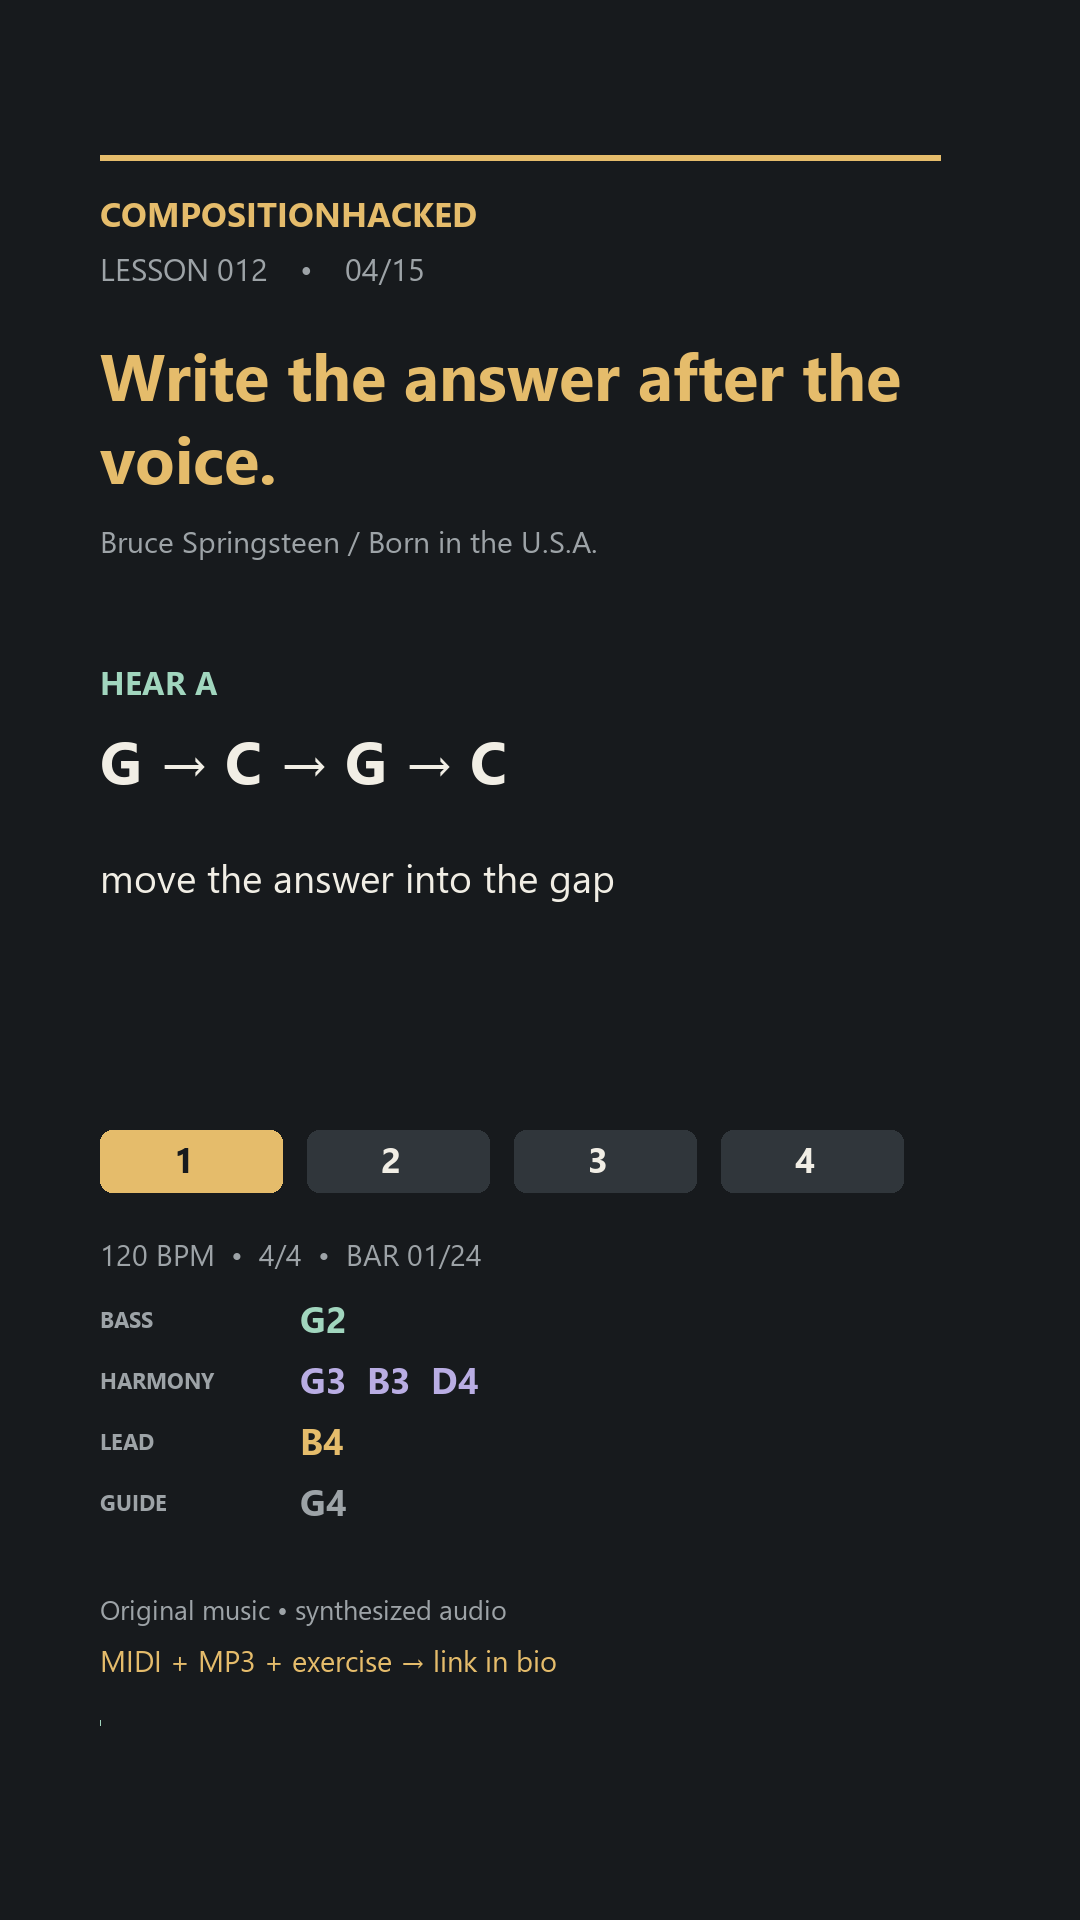 COMPOSITIONHACKED
LESSON 012 • 04/15
Write the answer after the
voice.
Bruce Springsteen / Born in the U.S.A.
HEAR A
G → C → G → C
move the answer into the gap
1 2 3 4
120 BPM • 4/4 • BAR 01/24
BASS G2
HARMONY G3 B3 D4
LEAD B4
GUIDE G4
Original music • synthesized audio
MIDI + MP3 + exercise → link in bio